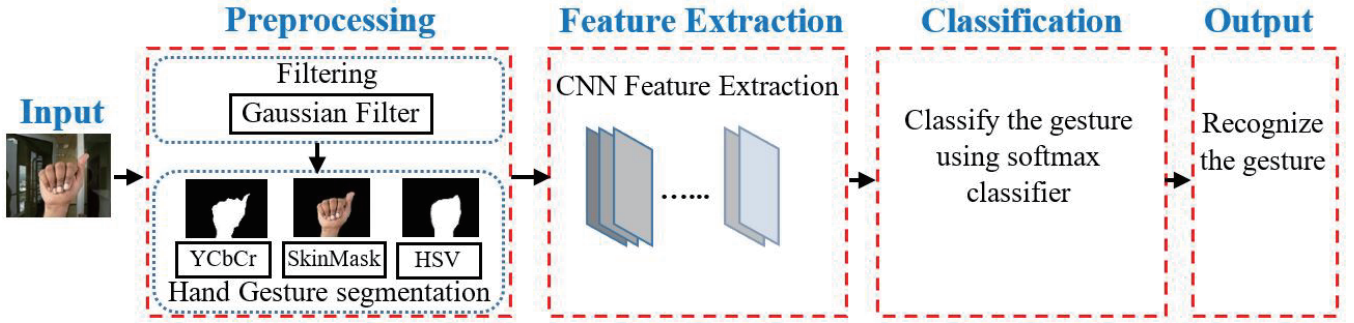 Input
Preprocessing
Filtering
Gaussian Filter
YCbCr
SkinMask
HSV
Hand Gesture segmentation
Feature Extraction
CNN Feature Extraction
......
Classification
Classify the gesture
using softmax
classifier
Output
Recognize
the gesture